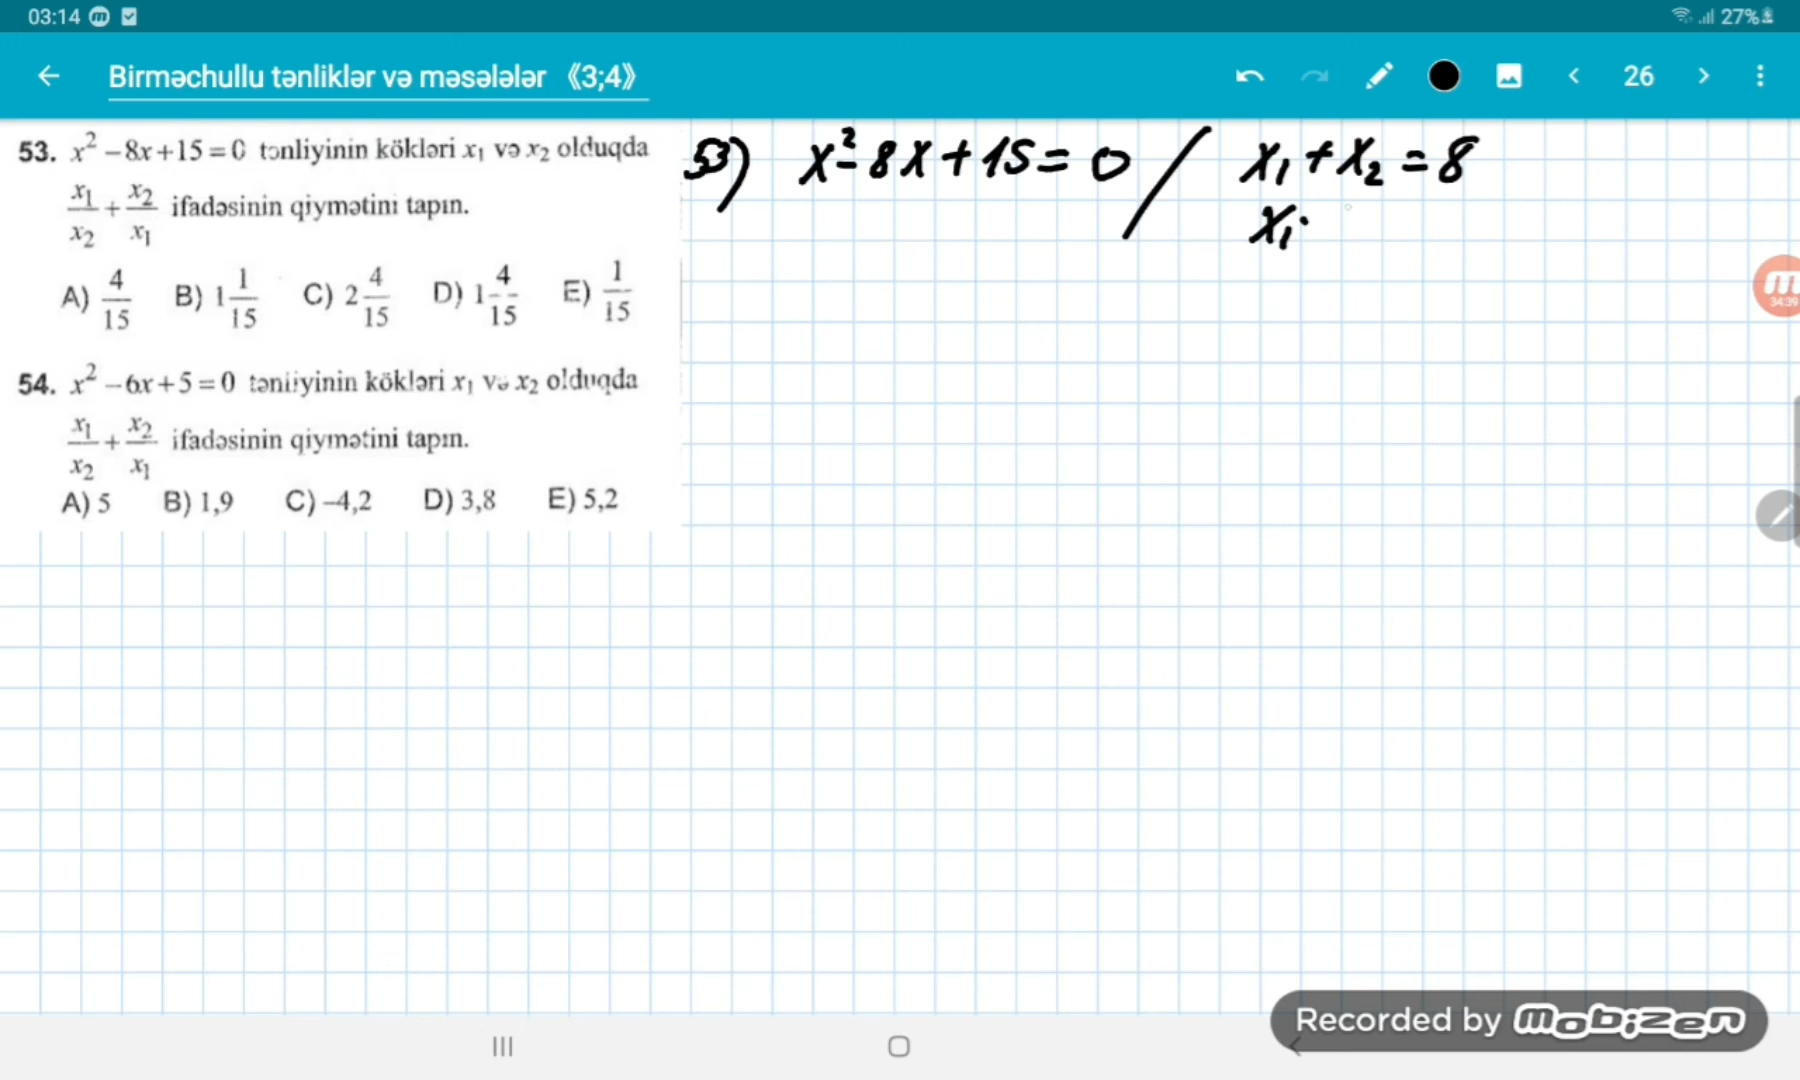 03:14
27%
Birməchullu tənliklər və məsələlər 《3;4》
26
53. x² – 8x + 15 = 0 tənliyinin kökləri x₁ və x₂ olduqda
x₁/x₂ + x₂/x₁ ifadəsinin qiymətini tapın.
A) 4/15 B) 1 1/15 C) 2 4/15 D) 1 4/15 E) 1/15
54. x² – 6x + 5 = 0 tənliyinin kökləri x₁ və x₂ olduqda
x₁/x₂ + x₂/x₁ ifadəsinin qiymətini tapın.
A) 5 B) 1,9 C) –4,2 D) 3,8 E) 5,2
53) x² - 8x + 15 = 0 / x₁ + x₂ = 8
x₁ ·
34:39
Recorded by mobizen